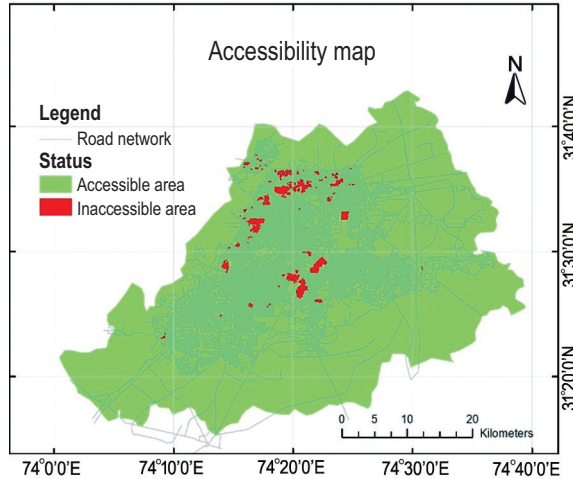 Accessibility map
N
Legend
Road network
Status
Accessible area
Inaccessible area
31°40'0"N
31°30'0"N
31°20'0"N
0 5 10 20
Kilometers
74°0'0"E 74°10'0"E 74°20'0"E 74°30'0"E 74°40'0"E